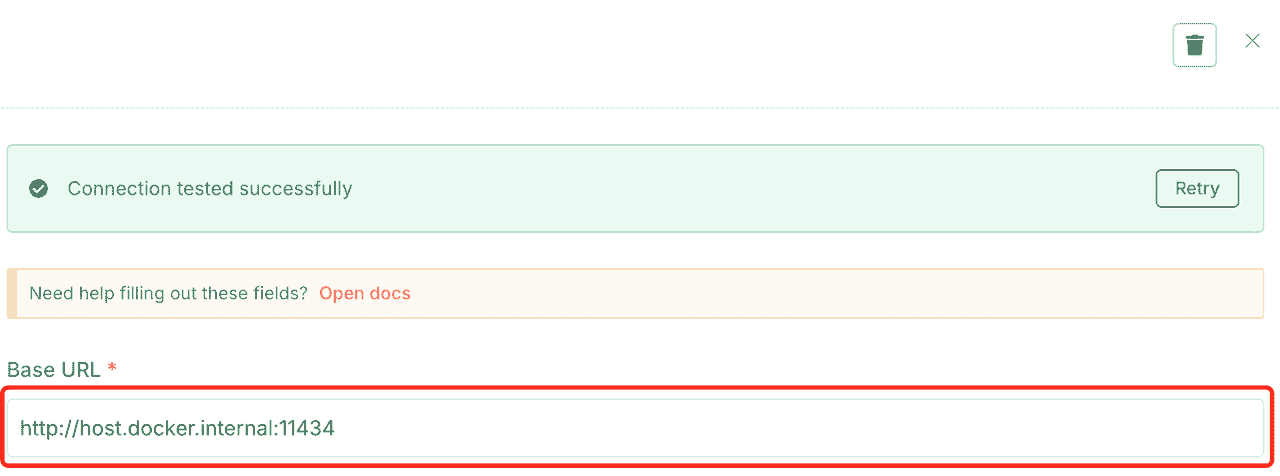 Connection tested successfully
Retry
Need help filling out these fields? Open docs
Base URL *
http://host.docker.internal:11434